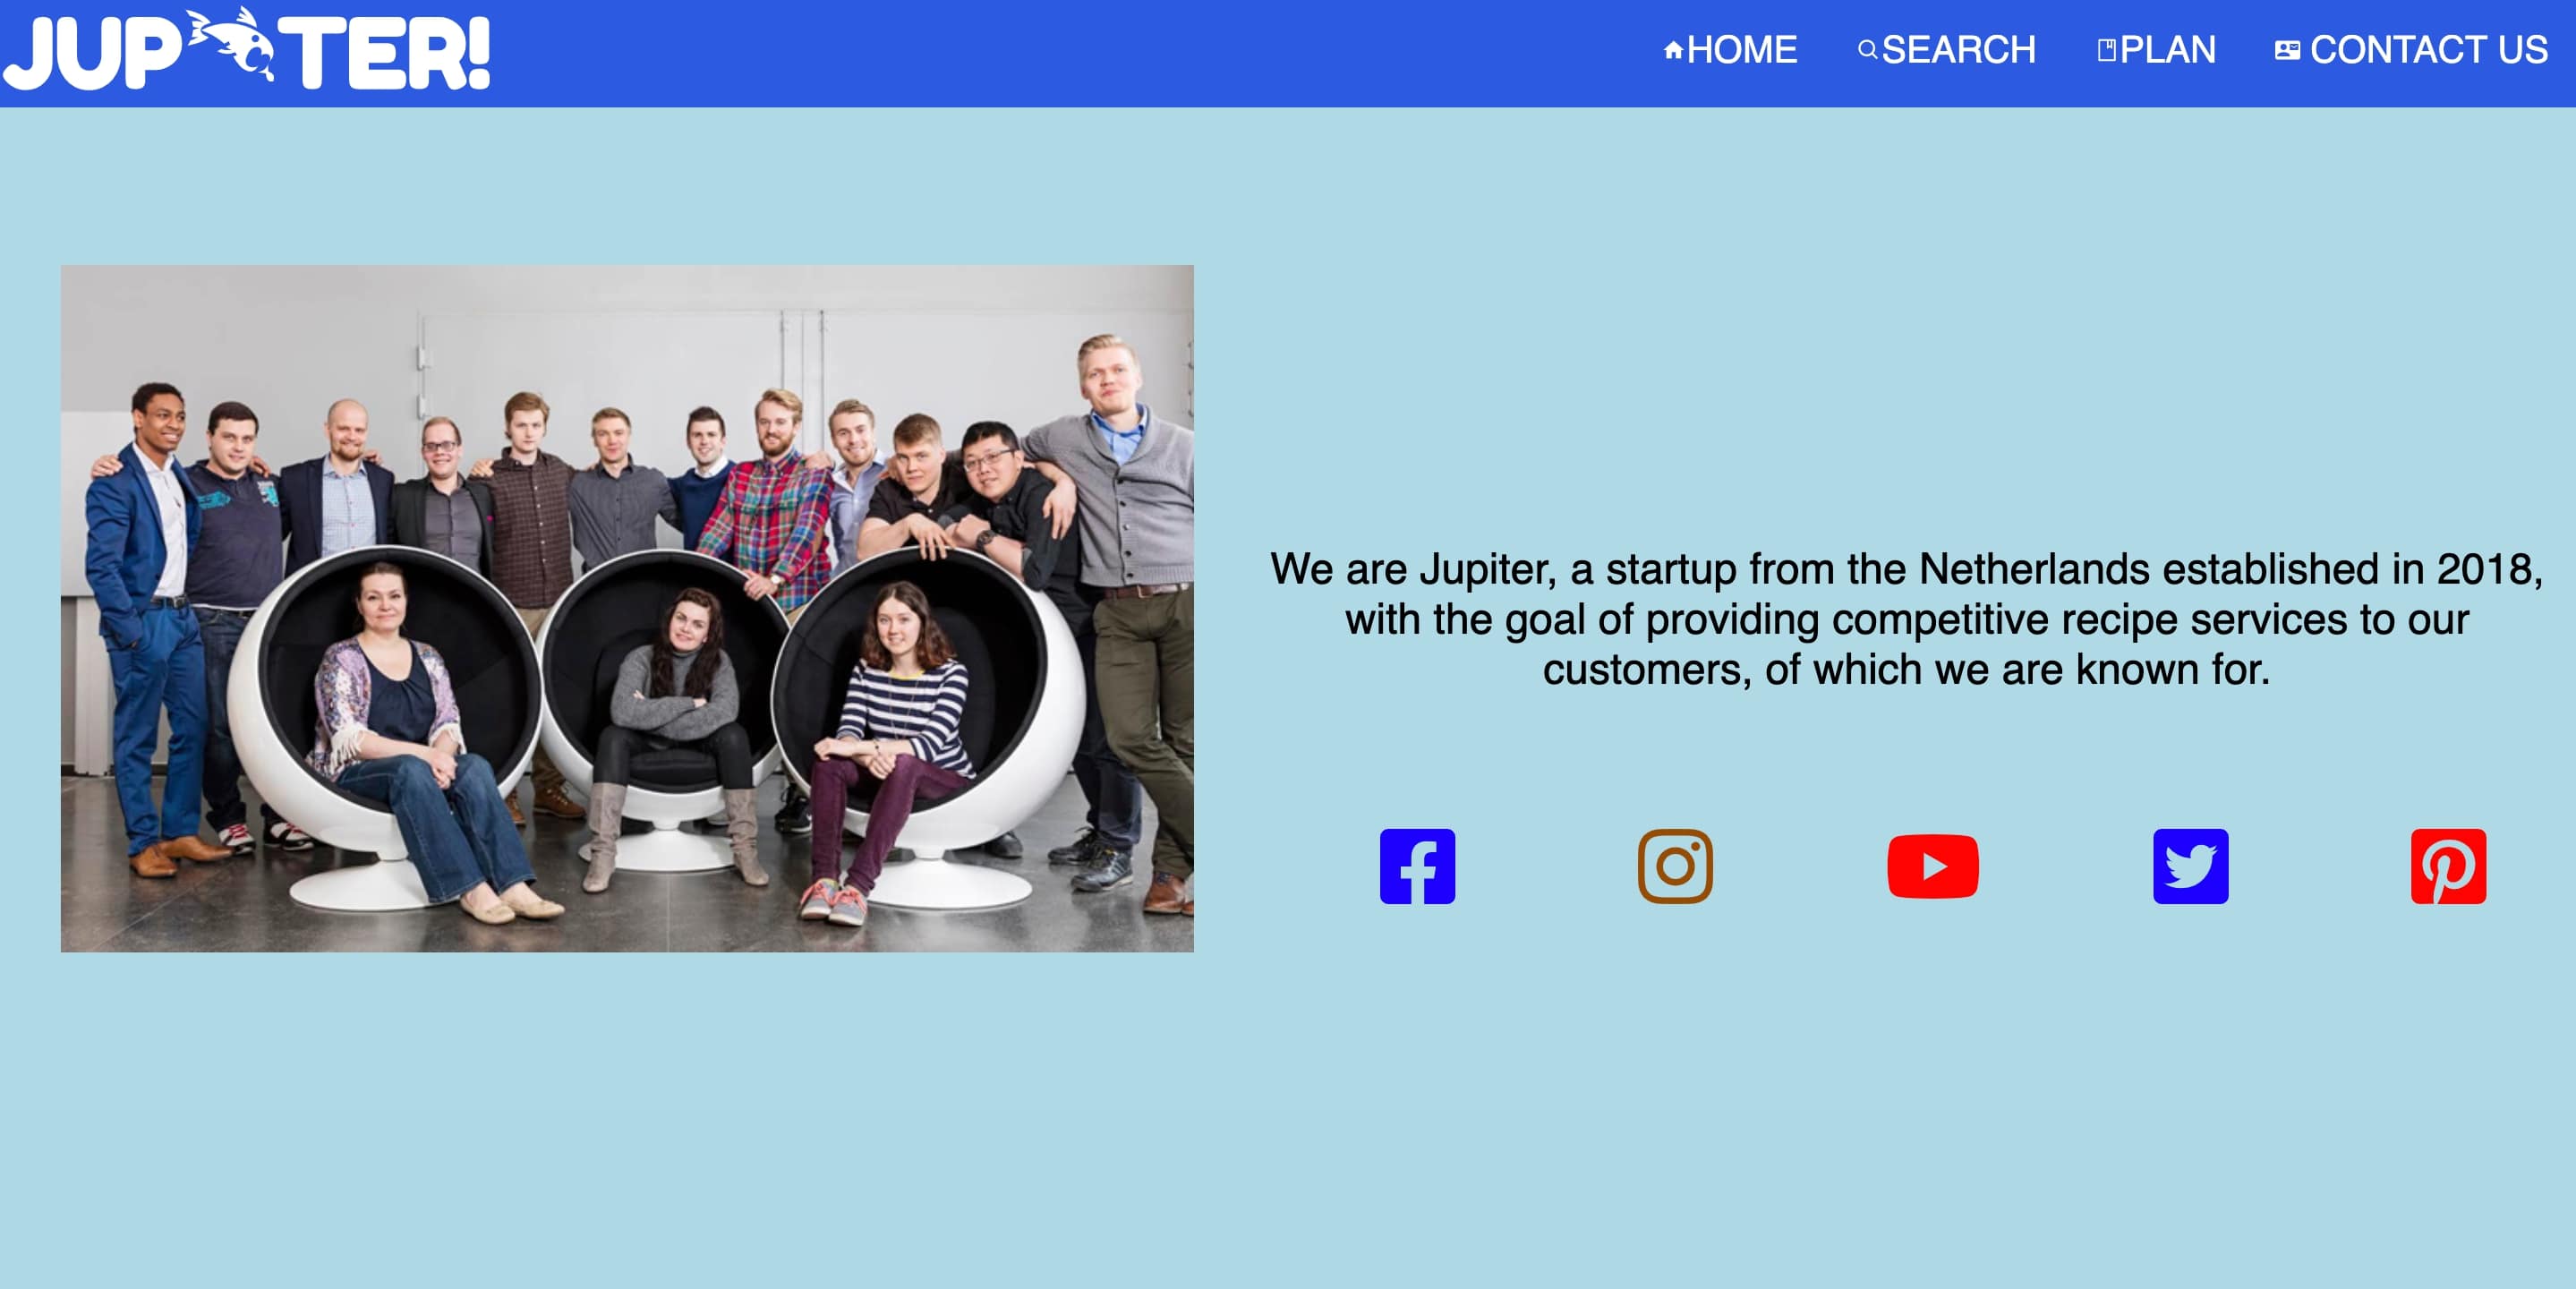 JUPITER!
HOME
SEARCH
PLAN
CONTACT US
We are Jupiter, a startup from the Netherlands established in 2018,
with the goal of providing competitive recipe services to our
customers, of which we are known for.